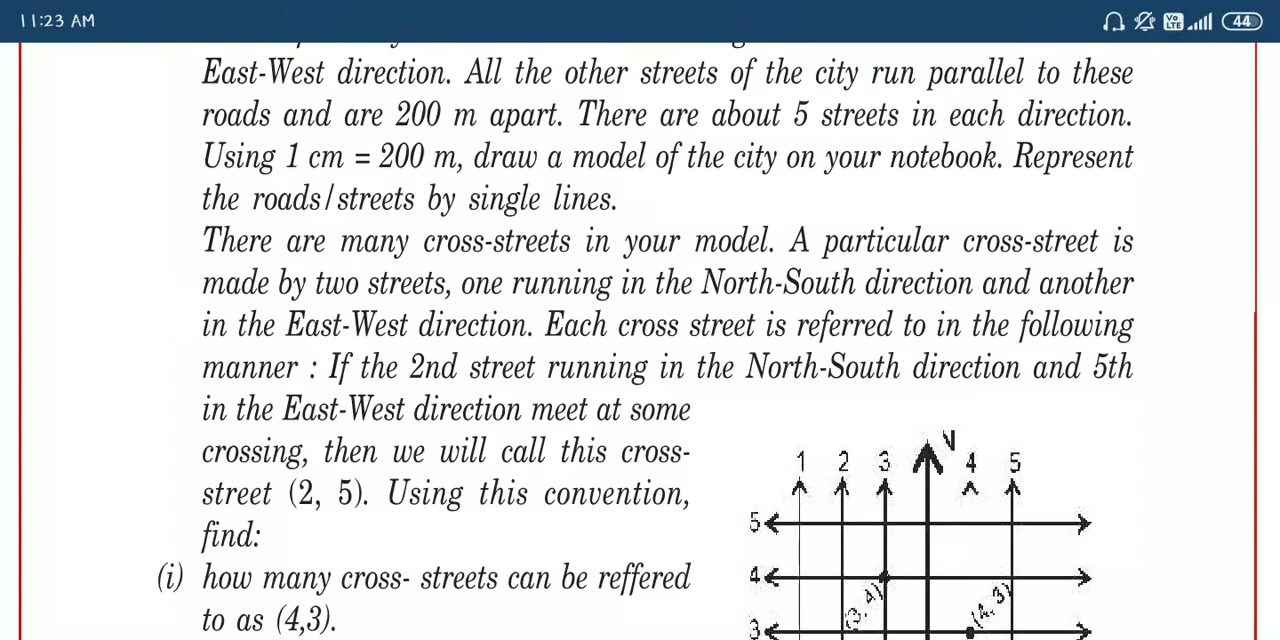 11:23 AM
Vo LTE 44
East-West direction. All the other streets of the city run parallel to these
roads and are 200 m apart. There are about 5 streets in each direction.
Using 1 cm = 200 m, draw a model of the city on your notebook. Represent
the roads/streets by single lines.
There are many cross-streets in your model. A particular cross-street is
made by two streets, one running in the North-South direction and another
in the East-West direction. Each cross street is referred to in the following
manner : If the 2nd street running in the North-South direction and 5th
in the East-West direction meet at some
crossing, then we will call this cross-
street (2, 5). Using this convention,
find:
(i) how many cross- streets can be reffered
to as (4,3).
1 2 3 4 5
5
4
(3,4) (4,3)
3